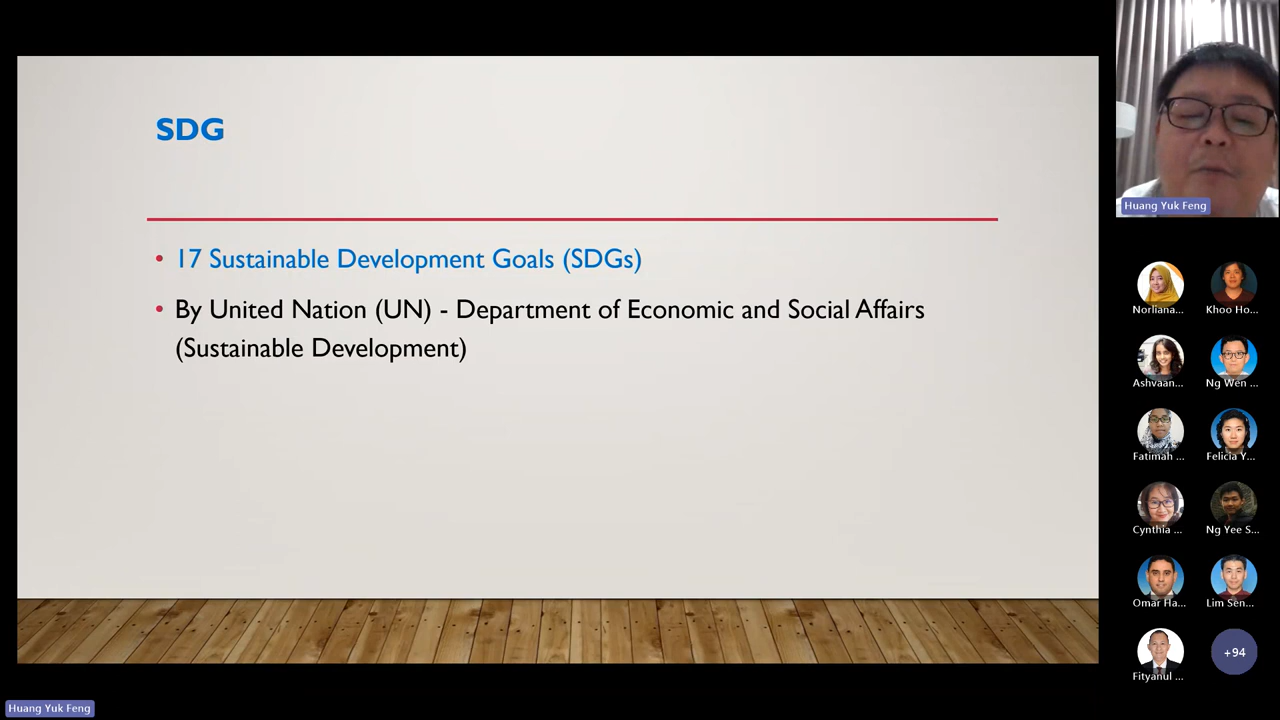 SDG
• 17 Sustainable Development Goals (SDGs)
• By United Nation (UN) - Department of Economic and Social Affairs
(Sustainable Development)
Huang Yuk Feng
Norliana...
Khoo Ho...
Ashvaan...
Ng Wen ...
Fatimah ...
Felicia Y...
Cynthia ...
Ng Yee S...
Omar Ha...
Lim Sen...
Fityanul ...
+94
Huang Yuk Feng